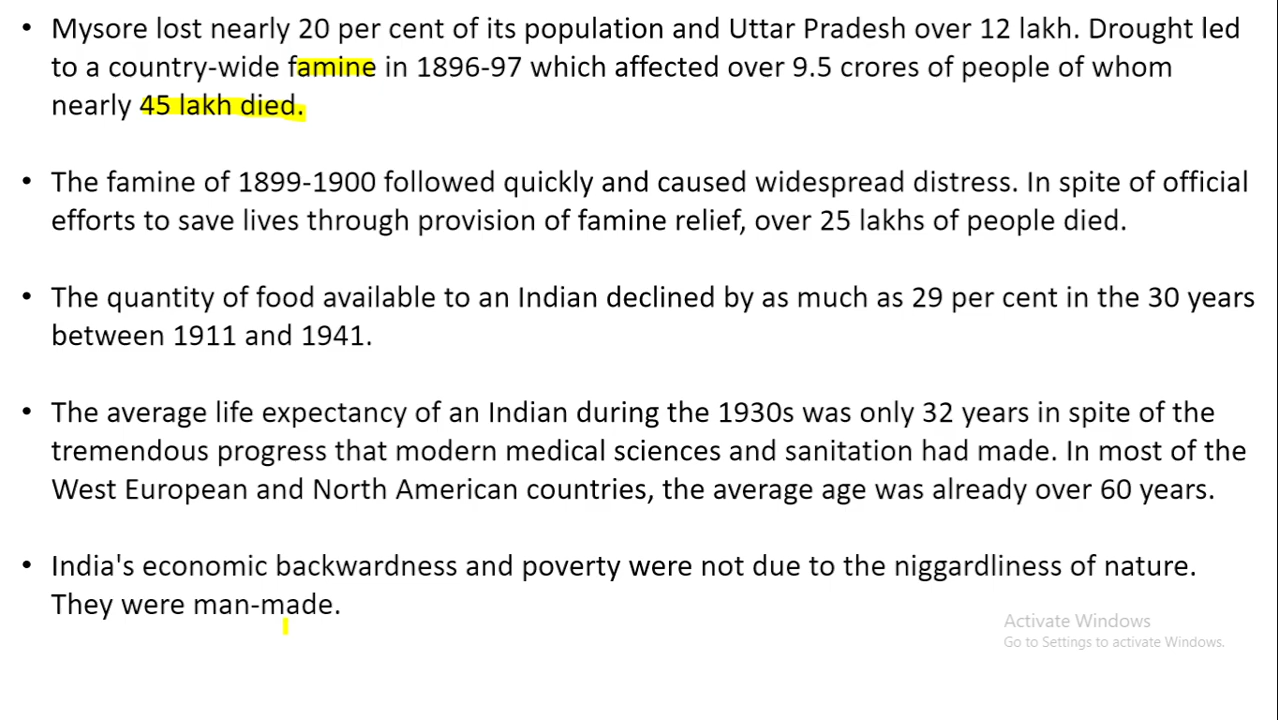 • Mysore lost nearly 20 per cent of its population and Uttar Pradesh over 12 lakh. Drought led
to a country-wide famine in 1896-97 which affected over 9.5 crores of people of whom
nearly 45 lakh died.
• The famine of 1899-1900 followed quickly and caused widespread distress. In spite of official
efforts to save lives through provision of famine relief, over 25 lakhs of people died.
• The quantity of food available to an Indian declined by as much as 29 per cent in the 30 years
between 1911 and 1941.
• The average life expectancy of an Indian during the 1930s was only 32 years in spite of the
tremendous progress that modern medical sciences and sanitation had made. In most of the
West European and North American countries, the average age was already over 60 years.
• India's economic backwardness and poverty were not due to the niggardliness of nature.
They were man-made.
Activate Windows
Go to Settings to activate Windows.